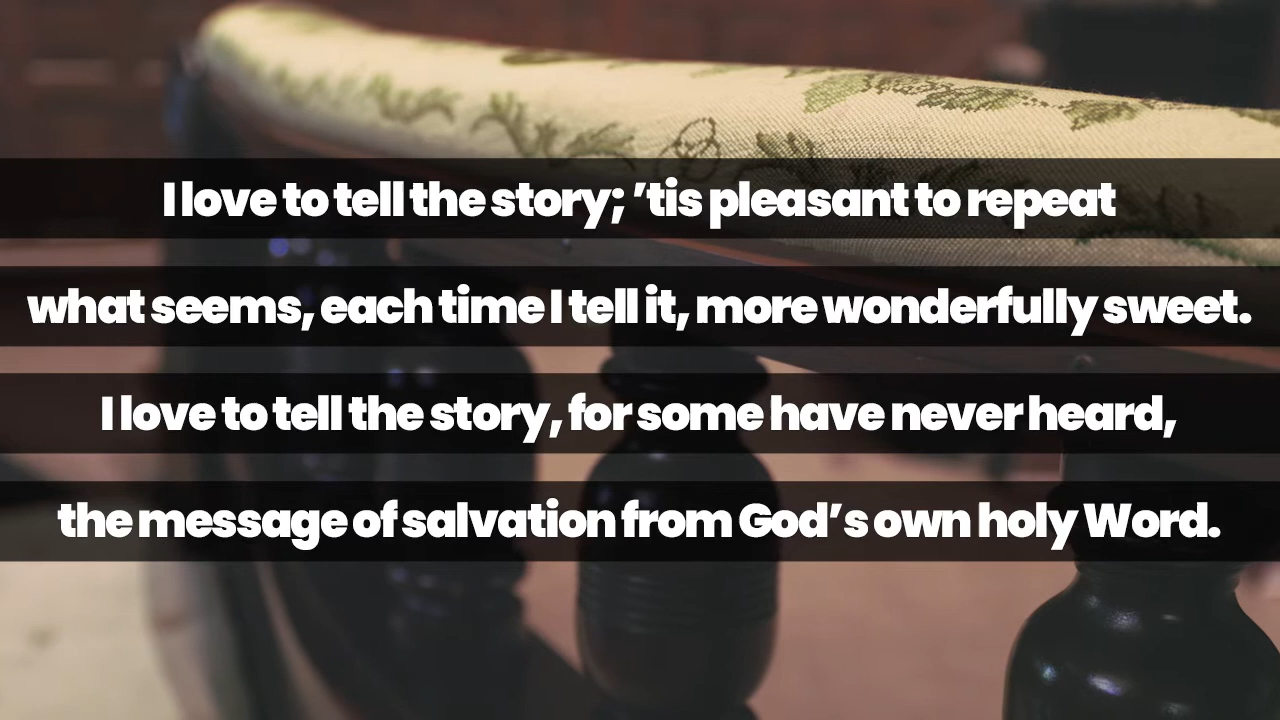 I love to tell the story; ’tis pleasant to repeat
what seems, each time I tell it, more wonderfully sweet.
I love to tell the story, for some have never heard,
the message of salvation from God’s own holy Word.